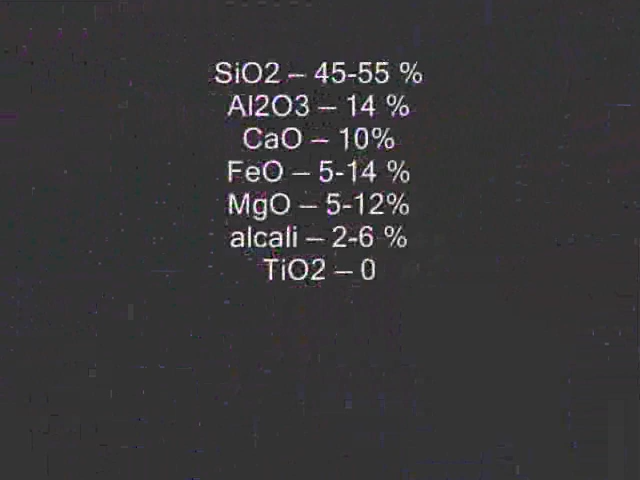 SiO2 – 45-55 %
Al2O3 – 14 %
CaO – 10%
FeO – 5-14 %
MgO – 5-12%
alcali – 2-6 %
TiO2 – 0